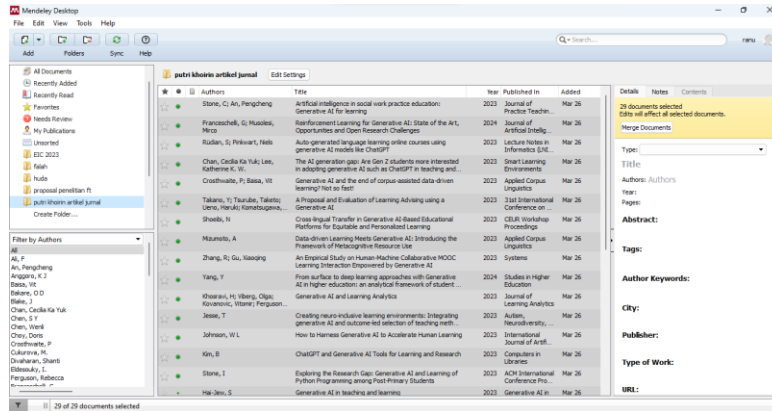 Mendeley Desktop
File Edit View Tools Help
Add Folders Sync Help
Search...
All Documents
Recently Added
Recently Read
Favorites
Needs Review
My Publications
Unsorted
EIC 2023
falah
huda
proposal penelitian ft
putri khoirin artikel jurnal
Create Folder...
Filter by Authors
All
Ali, F
An, Pengcheng
Anggoro, K J
Baisa, Vit
Bakare, O D
Blake, J
Chan, Cecilia Ka Yuk
Chen, S Y
Chen, Wenli
Choy, Doris
Crosthwaite, P
Cukurova, M.
Divaharan, Shanti
Eldesouky, I.
Ferguson, Rebecca
putri khoirin artikel jurnal Edit Settings
Authors Title Year Published In Added
Stone, C; An, Pengcheng Artificial intelligence in social work practice education: Generative AI for learning 2023 Journal of Practice Teachin... Mar 26
Franceschelli, G; Musolesi, Mirco Reinforcement Learning for Generative AI: State of the Art, Opportunities and Open Research Challenges 2024 Journal of Artificial Intellig... Mar 26
Rüdian, S; Pinkwart, Niels Auto-generated language learning online courses using generative AI models like ChatGPT 2023 Lecture Notes in Informatics (LNI... Mar 26
Chan, Cecilia Ka Yuk; Lee, Katherine K. W. The AI generation gap: Are Gen Z students more interested in adopting generative AI such as ChatGPT in teaching and... 2023 Smart Learning Environments Mar 26
Crosthwaite, P; Baisa, Vit Generative AI and the end of corpus-assisted data-driven learning? Not so fast! 2023 Applied Corpus Linguistics Mar 26
Takano, Y; Tsurube, Taketo; Ueno, Haruki; Komatsugawa,... A Proposal and Evaluation of Learning Advising using a Generative AI 2023 31st International Conference on ... Mar 26
Shoeibi, N Cross-lingual Transfer in Generative AI-Based Educational Platforms for Equitable and Personalized Learning 2023 CEUR Workshop Proceedings Mar 26
Mizumoto, A Data-driven Learning Meets Generative AI: Introducing the Framework of Metacognitive Resource Use 2023 Applied Corpus Linguistics Mar 26
Zhang, R; Gu, Xiaoqing An Empirical Study on Human-Machine Collaborative MOOC Learning Interaction Empowered by Generative AI 2023 Systems Mar 26
Yang, Y From surface to deep learning approaches with Generative AI in higher education: an analytical framework of student ... 2024 Studies in Higher Education Mar 26
Khosravi, H; Viberg, Olga; Kovanovic, Vitomir; Ferguson... Generative AI and Learning Analytics 2023 Journal of Learning Analytics Mar 26
Jesse, T Creating neuro-inclusive learning environments: Integrating generative AI and outcome-led selection of teaching meth... 2023 Autism, Neurodiversity, ... Mar 26
Johnson, W L How to Harness Generative AI to Accelerate Human Learning 2023 International Journal of Artifi... Mar 26
Kim, B ChatGPT and Generative AI Tools for Learning and Research 2023 Computers in Libraries Mar 26
Stone, I Exploring the Research Gap: Generative AI and Learning of Python Programming among Post-Primary Students 2023 ACM International Conference Pro... Mar 26
Hai-Jew, S Generative AI in teaching and learning 2023 Generative AI in Mar 26
Details Notes Contents
29 documents selected
Edits will affect all selected documents.
Merge Documents
Type:
Title
Authors: Authors
Year:
Pages:
Abstract:
Tags:
Author Keywords:
City:
Publisher:
Type of Work:
URL:
29 of 29 documents selected